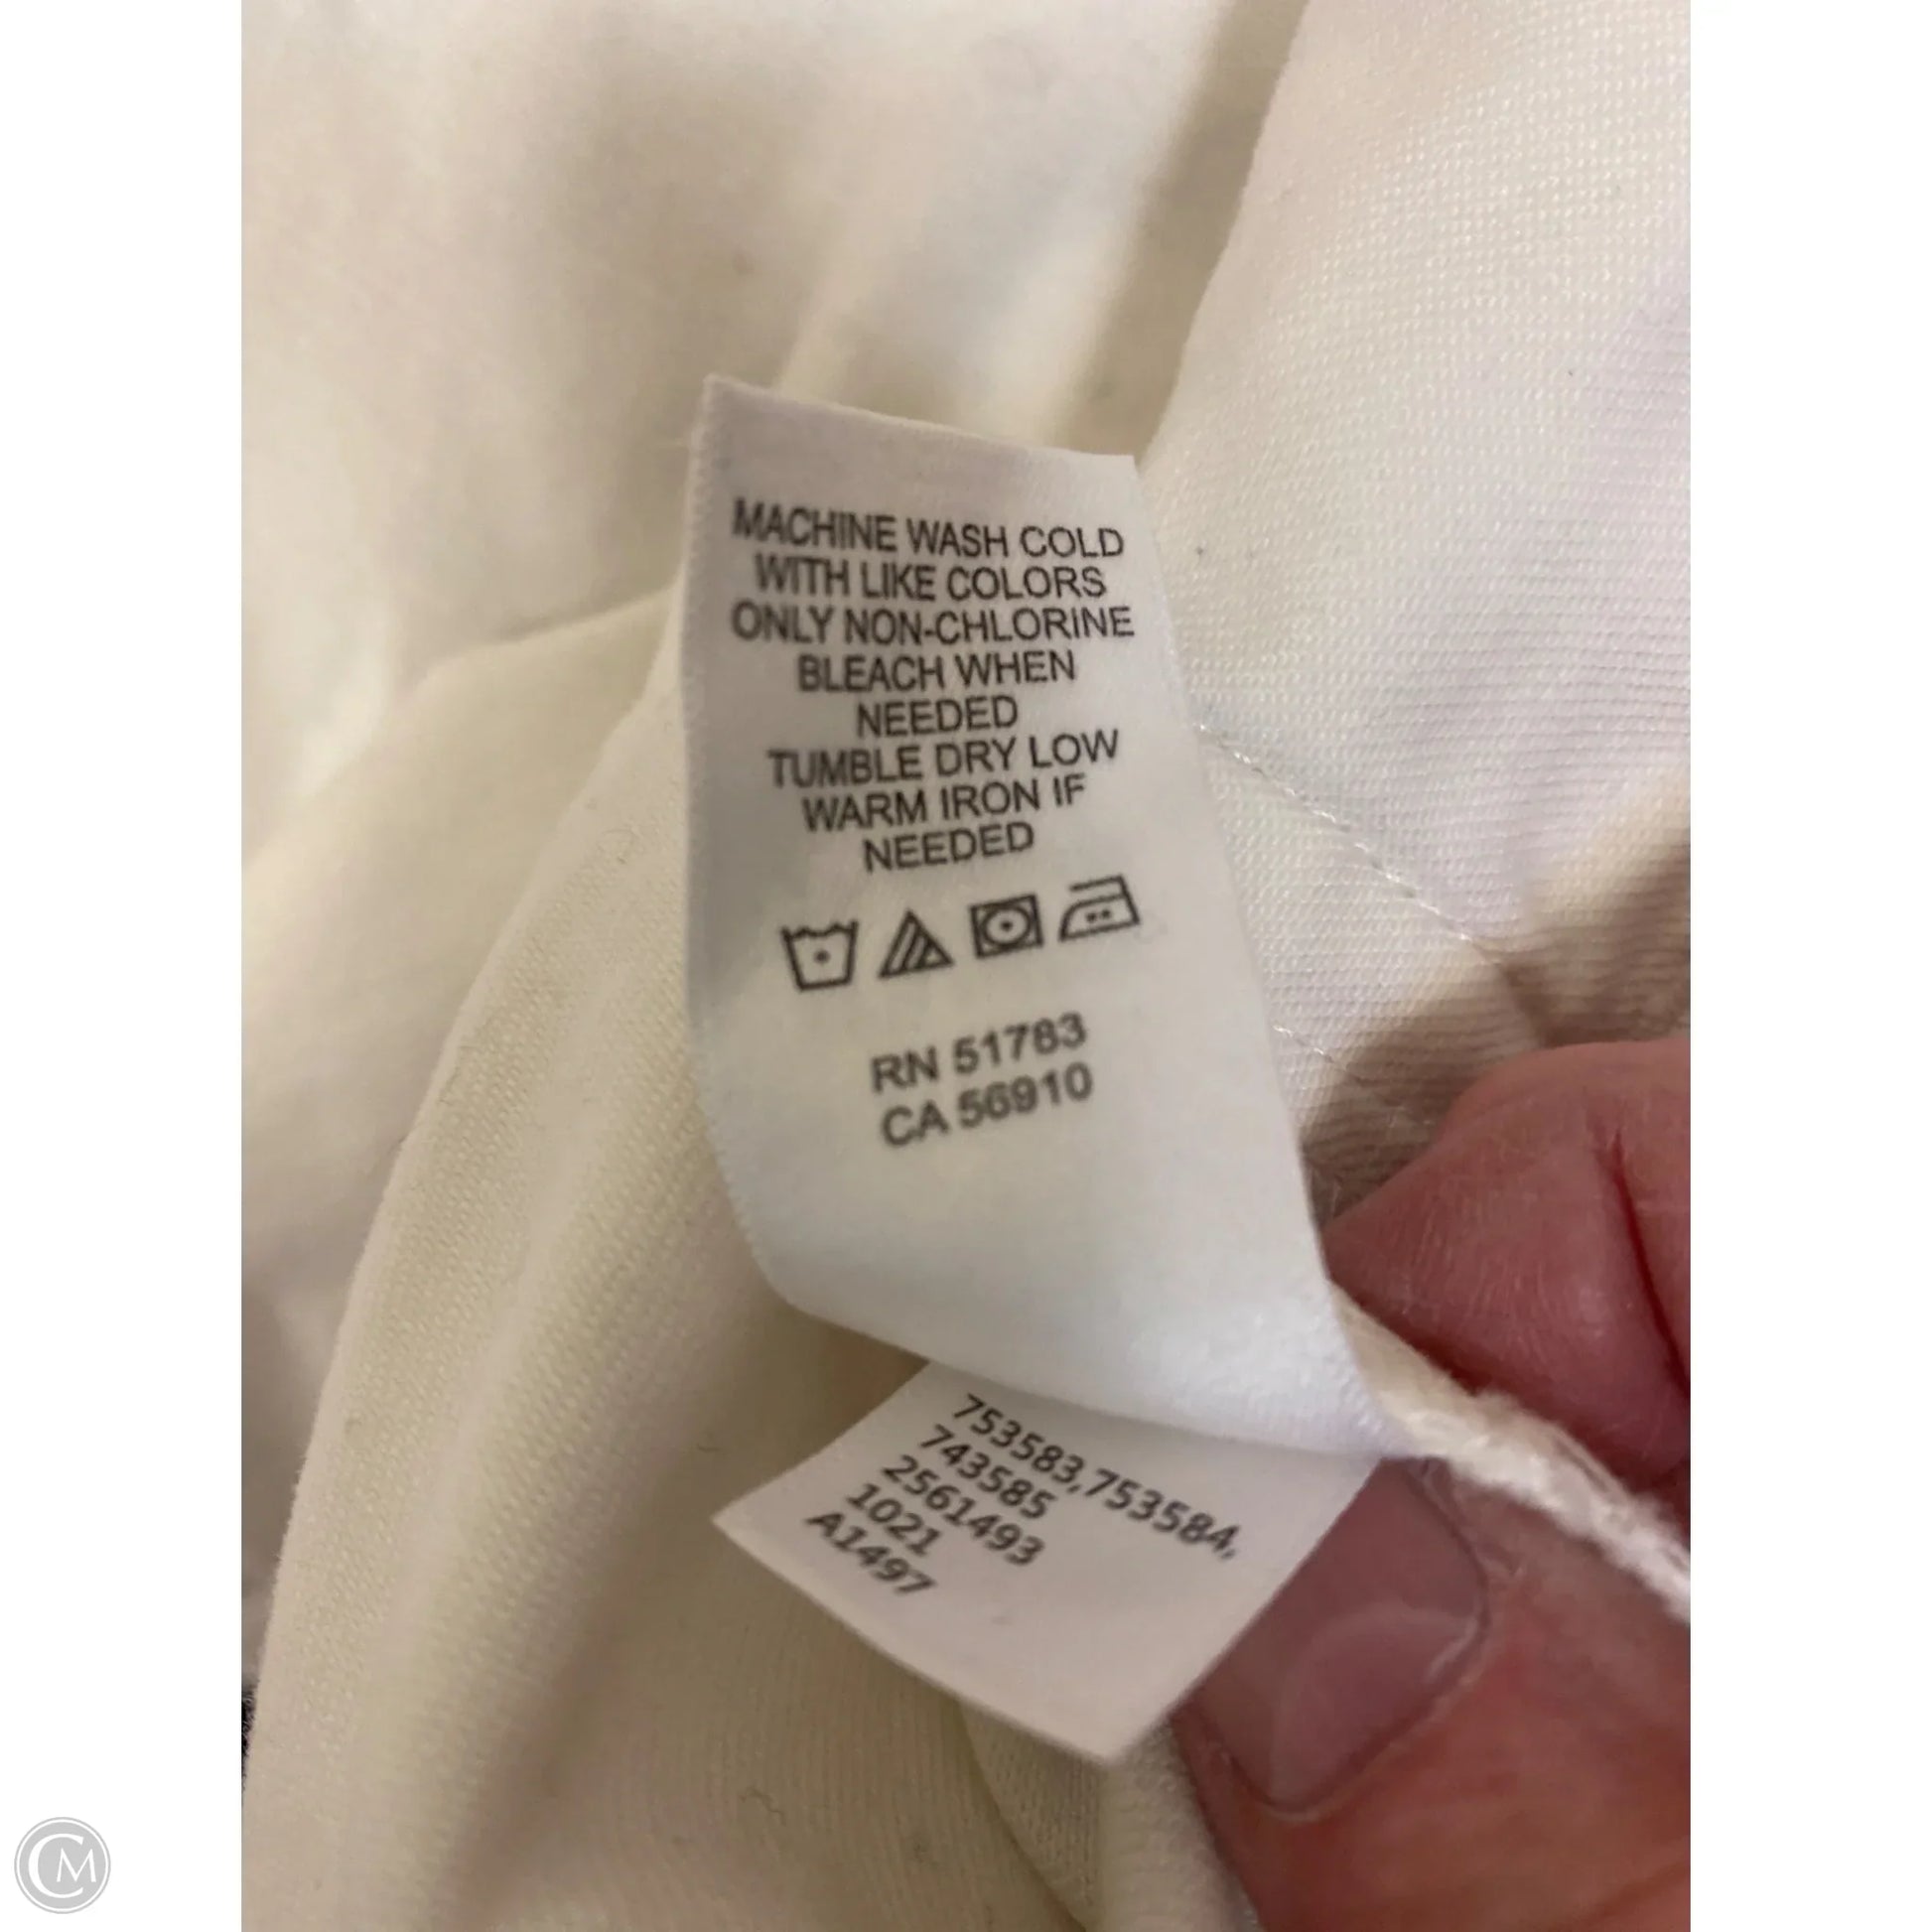 MACHINE WASH COLD
WITH LIKE COLORS
ONLY NON-CHLORINE
BLEACH WHEN
NEEDED
TUMBLE DRY LOW
WARM IRON IF
NEEDED
RN 51783
CA 56910
753583,753584,
743585
2561493
1021
A1497
CM